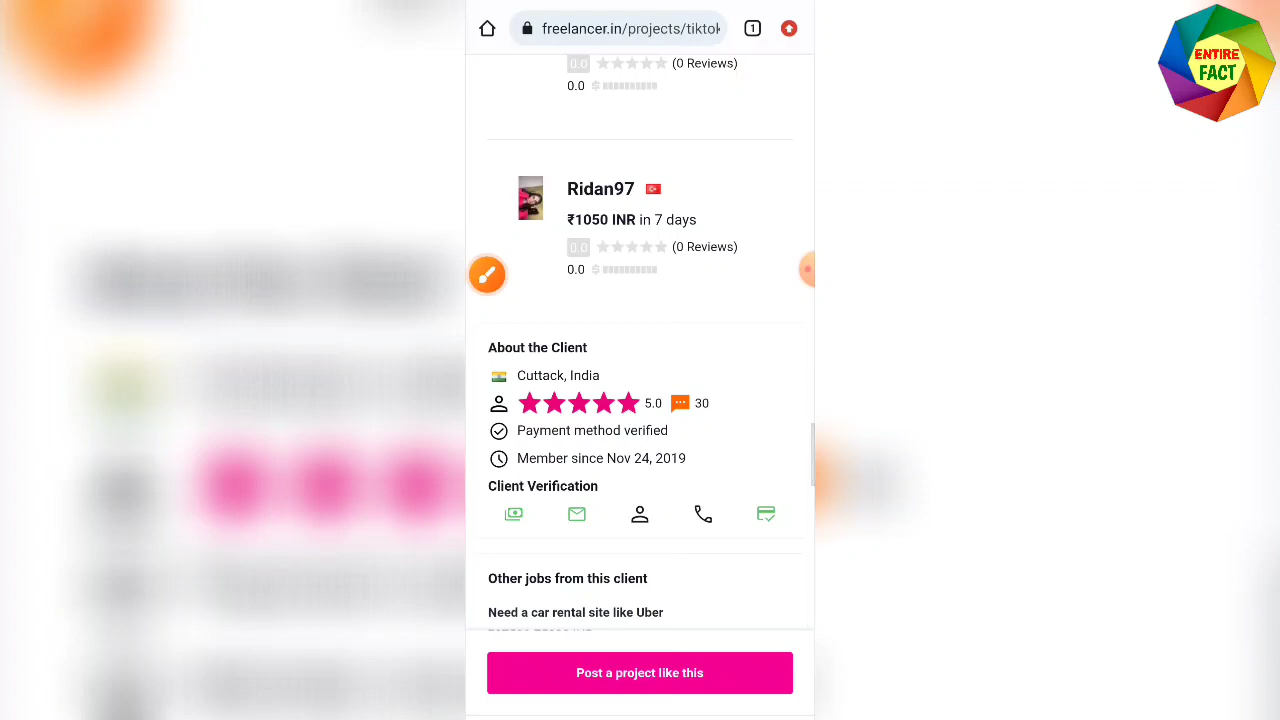 freelancer.in/projects/tiktok
1
ENTIRE
FACT
0.0 (0 Reviews)
0.0
Ridan97
₹1050 INR in 7 days
0.0 (0 Reviews)
0.0
About the Client
Cuttack, India
5.0 30
Payment method verified
Member since Nov 24, 2019
Client Verification
Other jobs from this client
Need a car rental site like Uber
Post a project like this